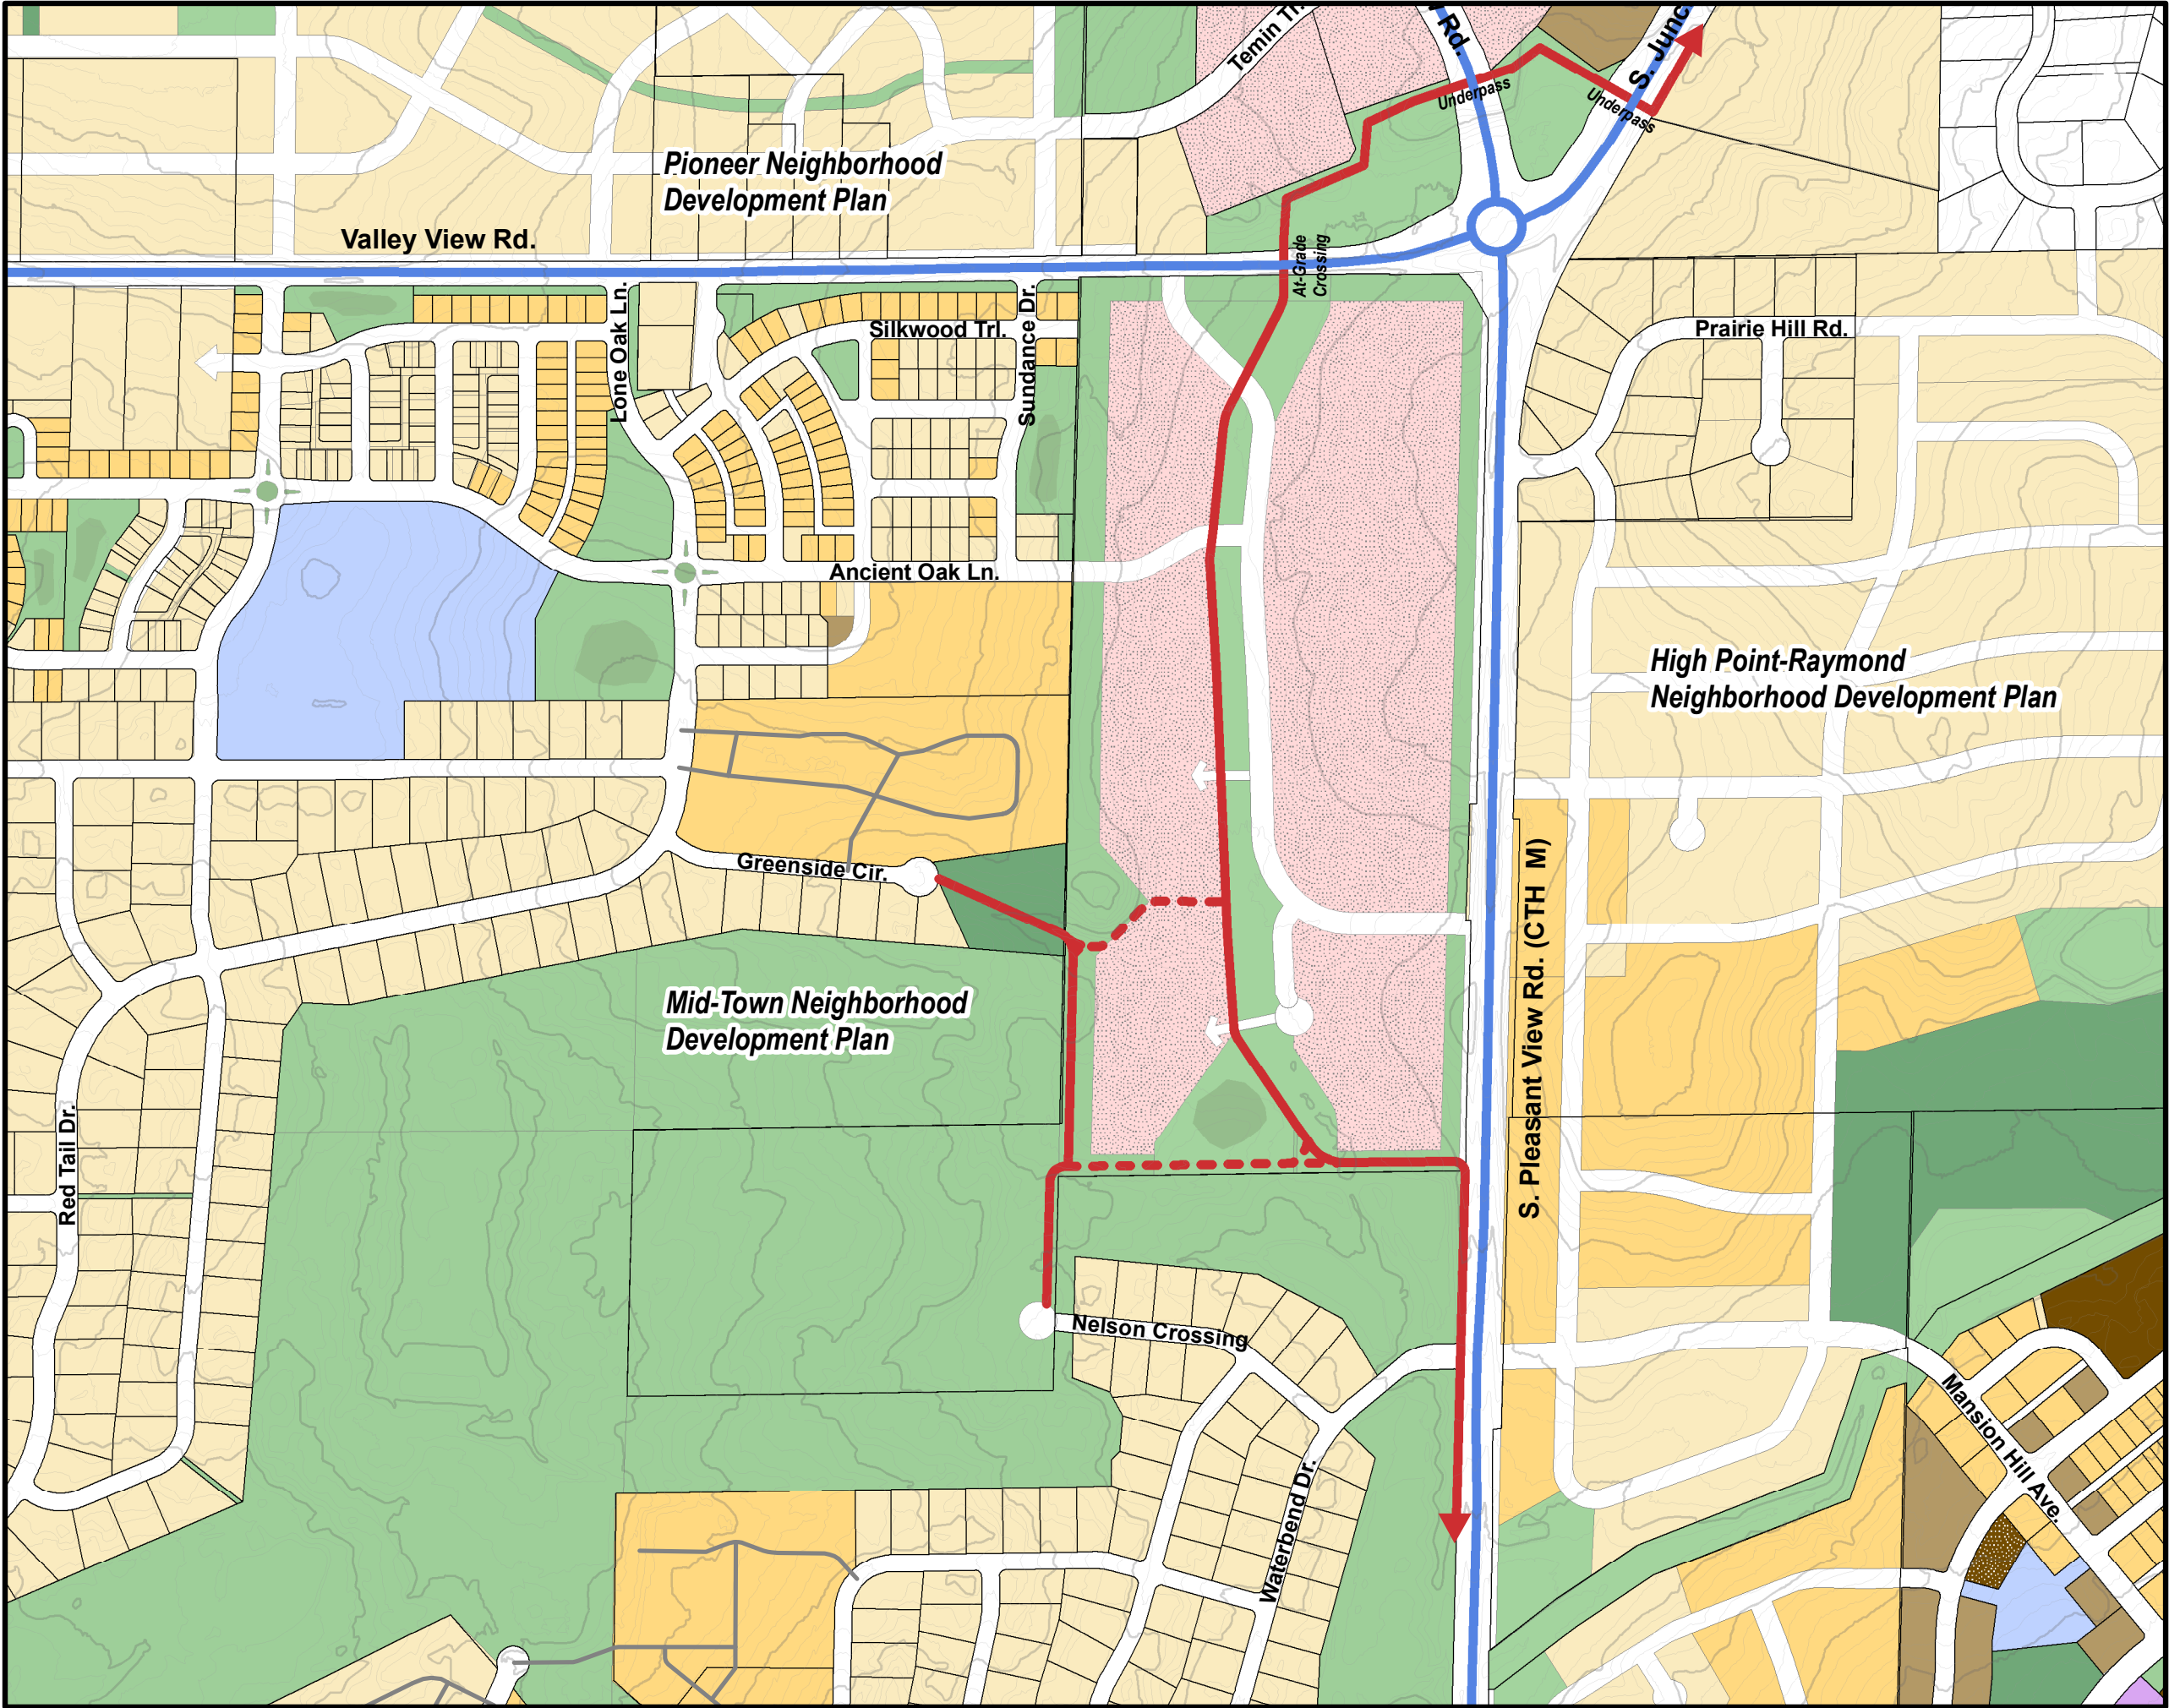 Temin Tr.
Rd.
S. Junc
Underpass
Underpass
Pioneer Neighborhood
Development Plan
Valley View Rd.
At-Grade
Crossing
Lone Oak Ln.
Silkwood Trl.
Sundance Dr.
Prairie Hill Rd.
Ancient Oak Ln.
High Point-Raymond
Neighborhood Development Plan
Greenside Cir.
S. Pleasant View Rd. (CTH M)
Mid-Town Neighborhood
Development Plan
Red Tail Dr.
Nelson Crossing
Mansion Hill Ave.
Waterbend Dr.